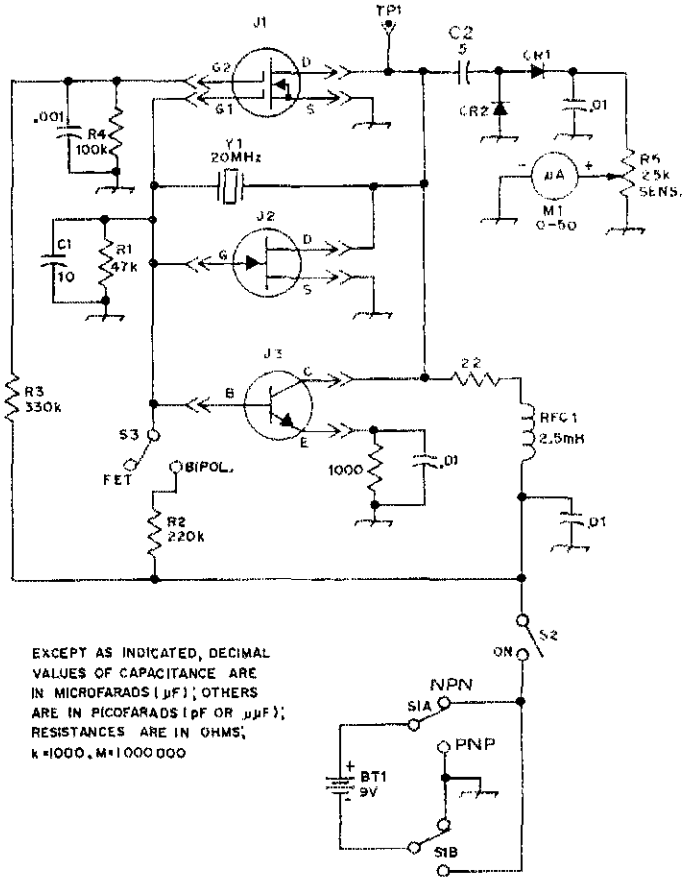 TP1
J1
C2
5
CR1
G2
D
G1
S
.001
R4
100k
CR2
.01
Y1
20MHz
R5
25k
SENS.
-
μA
+
M1
0-50
J2
C1
10
R1
47k
G
D
S
J3
C
B
E
22
R3
330k
RFC1
2.5mH
S3
FET
BIPOL.
1000
.01
R2
220k
.01
S2
ON
EXCEPT AS INDICATED, DECIMAL
VALUES OF CAPACITANCE ARE
IN MICROFARADS (μF); OTHERS
ARE IN PICOFARADS (pF OR μμF);
RESISTANCES ARE IN OHMS;
k=1000, M=1000000
NPN
S1A
PNP
+
BT1
9V
-
S1B